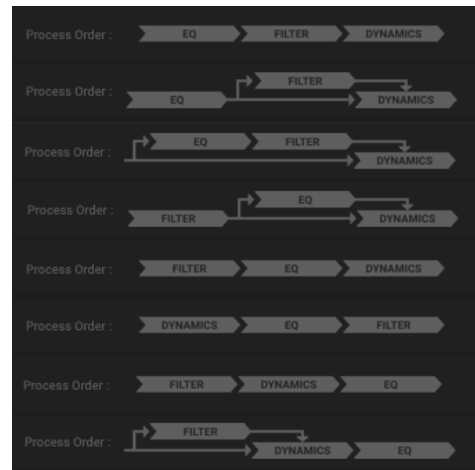 Process Order : EQ FILTER DYNAMICS
FILTER
Process Order : EQ DYNAMICS
EQ FILTER
Process Order : DYNAMICS
EQ
Process Order : FILTER DYNAMICS
Process Order : FILTER EQ DYNAMICS
Process Order : DYNAMICS EQ FILTER
Process Order : FILTER DYNAMICS EQ
FILTER
Process Order : DYNAMICS EQ